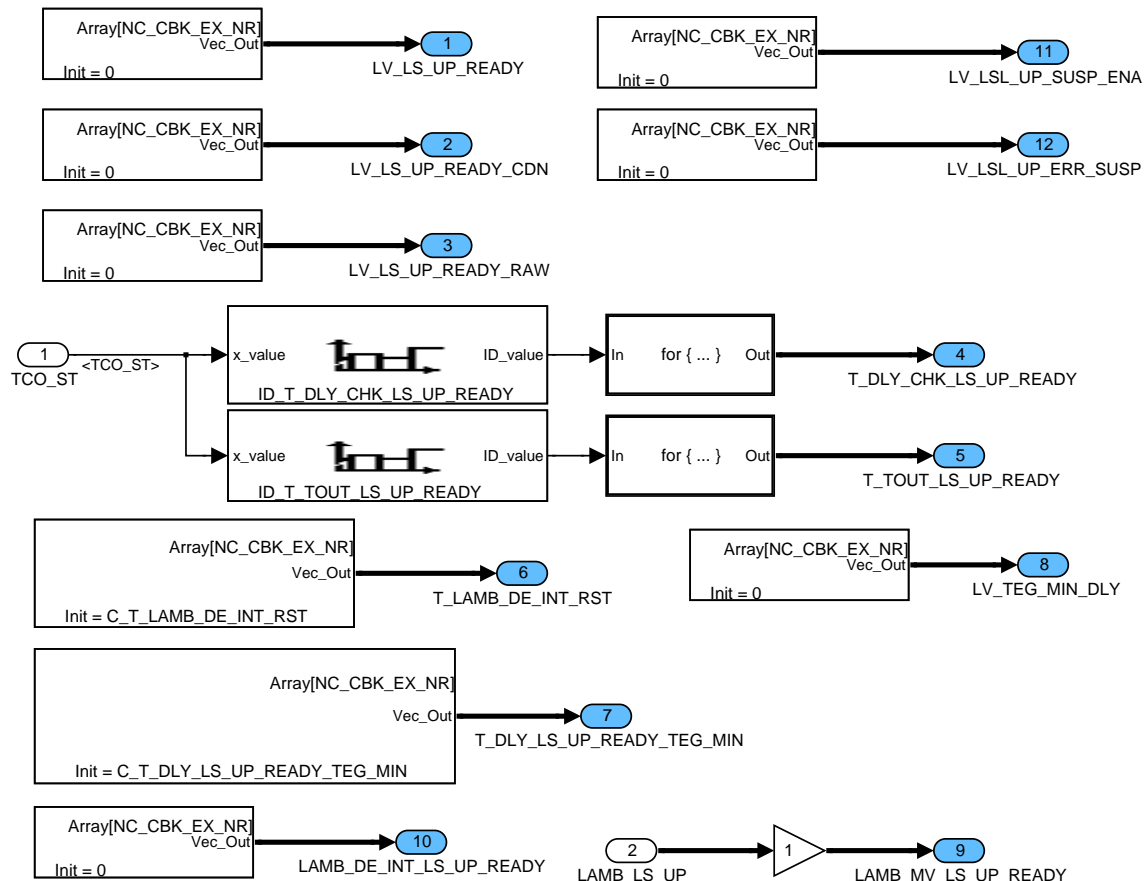 Array[NC_CBK_EX_NR]
Vec_Out
Init = 0
1
LV_LS_UP_READY
Array[NC_CBK_EX_NR]
Vec_Out
Init = 0
11
LV_LSL_UP_SUSP_ENA
Array[NC_CBK_EX_NR]
Vec_Out
Init = 0
2
LV_LS_UP_READY_CDN
Array[NC_CBK_EX_NR]
Vec_Out
Init = 0
12
LV_LSL_UP_ERR_SUSP
Array[NC_CBK_EX_NR]
Vec_Out
Init = 0
3
LV_LS_UP_READY_RAW
1
TCO_ST
<TCO_ST>
x_value
ID_value
ID_T_DLY_CHK_LS_UP_READY
In
for { ... }
Out
4
T_DLY_CHK_LS_UP_READY
x_value
ID_value
ID_T_TOUT_LS_UP_READY
In
for { ... }
Out
5
T_TOUT_LS_UP_READY
Array[NC_CBK_EX_NR]
Vec_Out
Init = C_T_LAMB_DE_INT_RST
6
T_LAMB_DE_INT_RST
Array[NC_CBK_EX_NR]
Vec_Out
Init = 0
8
LV_TEG_MIN_DLY
Array[NC_CBK_EX_NR]
Vec_Out
Init = C_T_DLY_LS_UP_READY_TEG_MIN
7
T_DLY_LS_UP_READY_TEG_MIN
Array[NC_CBK_EX_NR]
Vec_Out
Init = 0
10
LAMB_DE_INT_LS_UP_READY
2
LAMB_LS_UP
1
9
LAMB_MV_LS_UP_READY